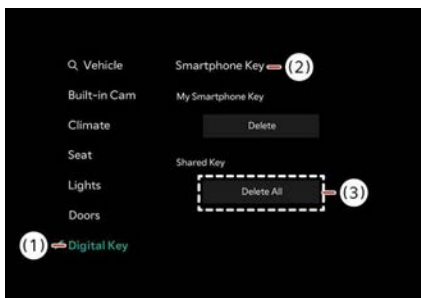 Vehicle
Smartphone Key
(2)
Built-in Cam
My Smartphone Key
Climate
Delete
Seat
Shared Key
Lights
Delete All
(3)
Doors
(1)
Digital Key